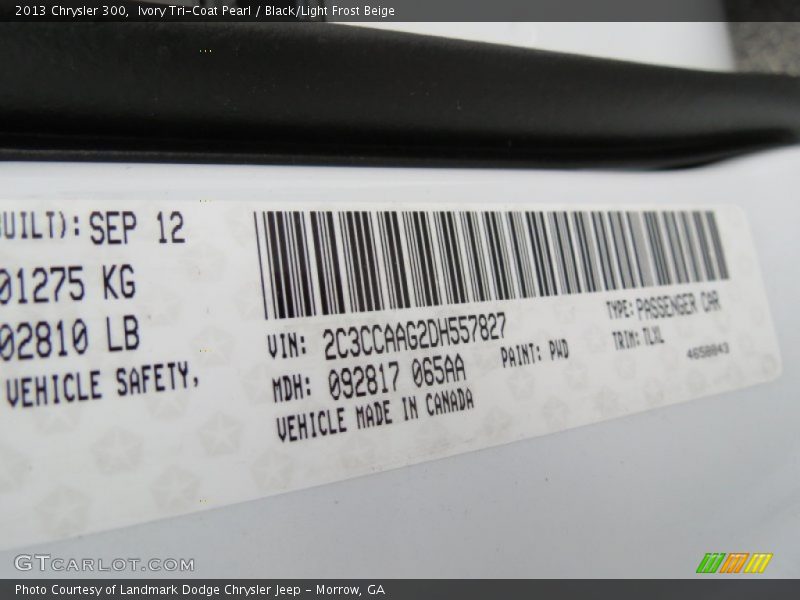 2013 Chrysler 300,  Ivory Tri-Coat Pearl / Black/Light Frost Beige
UILT): SEP 12
01275 KG
02810 LB
VEHICLE SAFETY,
VIN: 2C3CCAAG2DH557827
TYPE: PASSENGER CAR
MDH: 092817 065AA
PAINT: PWD
TRIM: TLXL
VEHICLE MADE IN CANADA
4658843
GTCARLOT.COM
Photo Courtesy of Landmark Dodge Chrysler Jeep - Morrow, GA